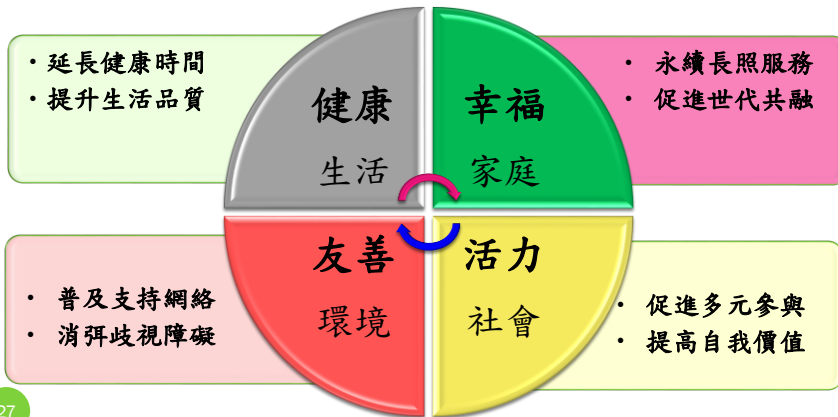 ・延長健康時間
・提升生活品質
健康
生活
幸福
家庭
・永續長照服務
・促進世代共融
・普及支持網絡
・消弭歧視障礙
友善
環境
活力
社會
・促進多元參與
・提高自我價值
27